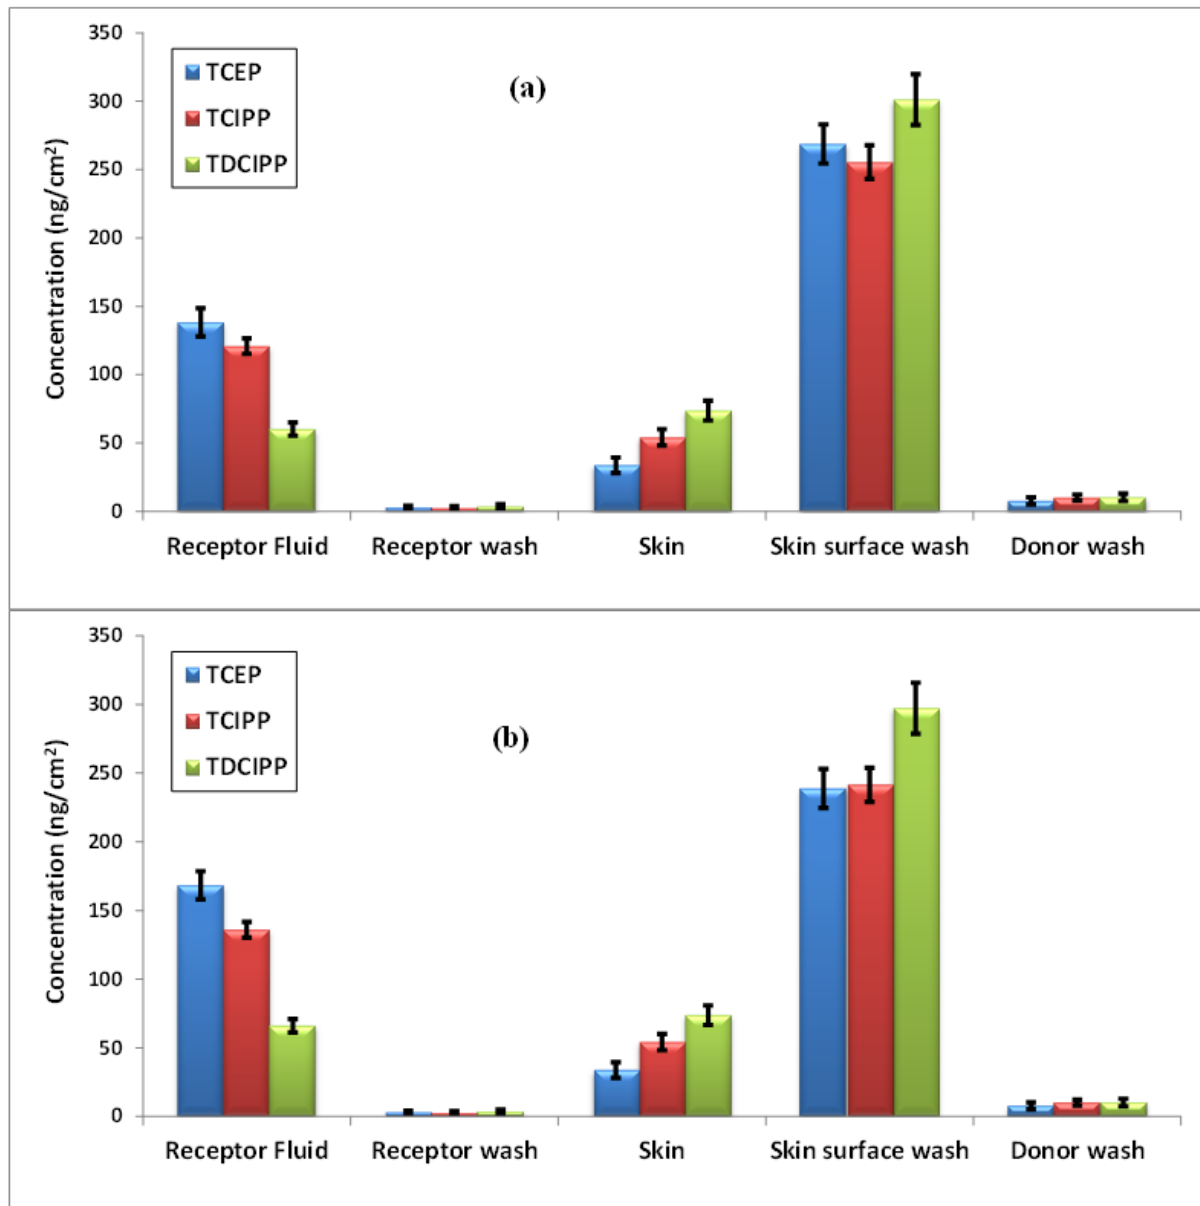 350
300
250
200
150
100
50
0
Concentration (ng/cm²)
TCEP
TCIPP
TDCIPP
(a)
Receptor Fluid Receptor wash Skin Skin surface wash Donor wash
350
300
250
200
150
100
50
0
Concentration (ng/cm²)
TCEP
TCIPP
TDCIPP
(b)
Receptor Fluid Receptor wash Skin Skin surface wash Donor wash